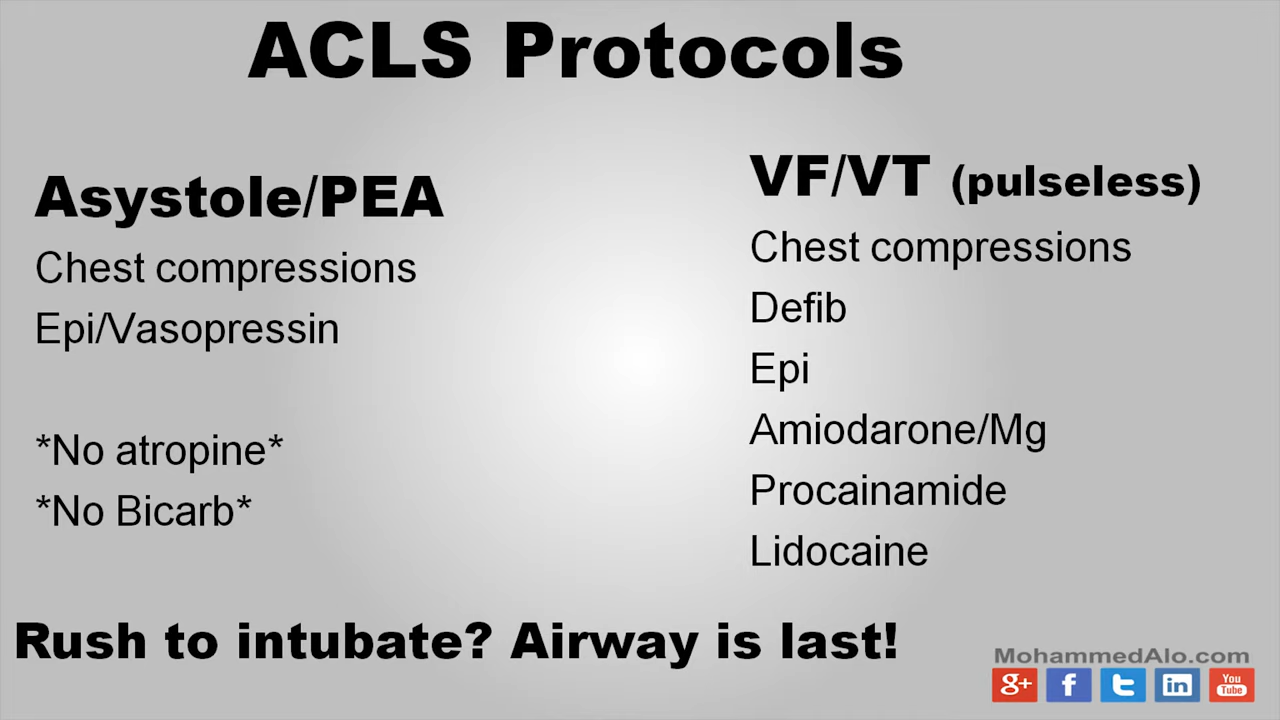 ACLS Protocols
Asystole/PEA
Chest compressions
Epi/Vasopressin
*No atropine*
*No Bicarb*
VF/VT (pulseless)
Chest compressions
Defib
Epi
Amiodarone/Mg
Procainamide
Lidocaine
Rush to intubate? Airway is last!
MohammedAlo.com
g+ f t in You Tube